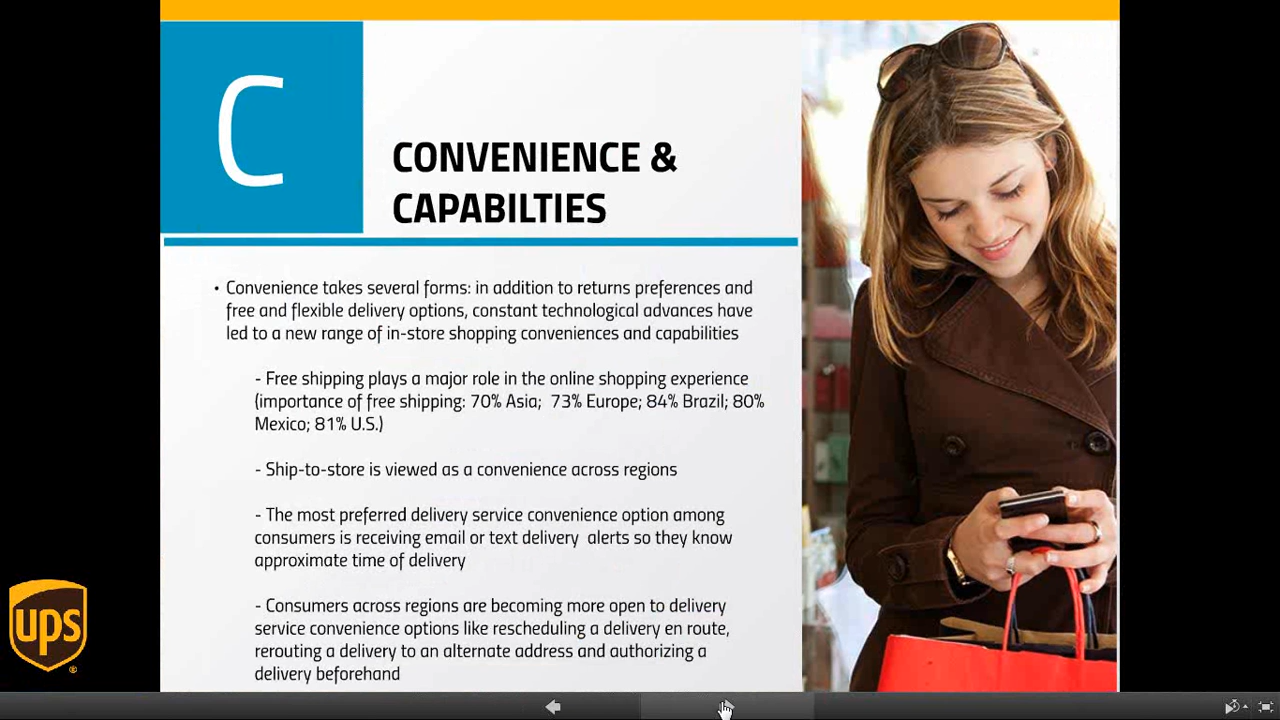 C
CONVENIENCE &
CAPABILTIES
• Convenience takes several forms: in addition to returns preferences and
free and flexible delivery options, constant technological advances have
led to a new range of in-store shopping conveniences and capabilities
- Free shipping plays a major role in the online shopping experience
(importance of free shipping: 70% Asia;  73% Europe; 84% Brazil; 80%
Mexico; 81% U.S.)
- Ship-to-store is viewed as a convenience across regions
- The most preferred delivery service convenience option among
consumers is receiving email or text delivery  alerts so they know
approximate time of delivery
- Consumers across regions are becoming more open to delivery
service convenience options like rescheduling a delivery en route,
rerouting a delivery to an alternate address and authorizing a
delivery beforehand
ups
®